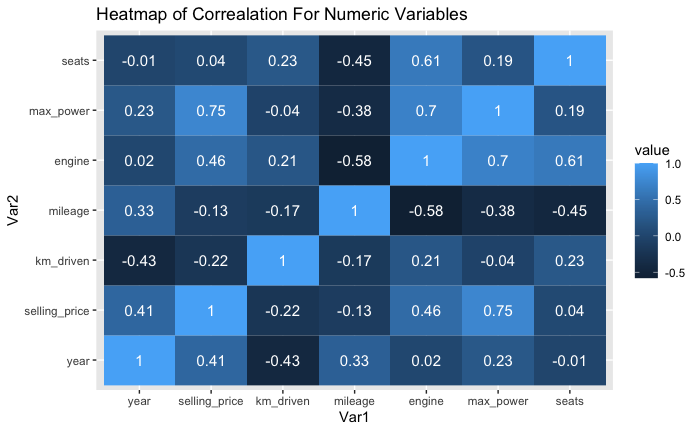 Heatmap of Correalation For Numeric Variables
Var2
seats -0.01 0.04 0.23 -0.45 0.61 0.19 1
max_power 0.23 0.75 -0.04 -0.38 0.7 1 0.19
engine 0.02 0.46 0.21 -0.58 1 0.7 0.61
mileage 0.33 -0.13 -0.17 1 -0.58 -0.38 -0.45
km_driven -0.43 -0.22 1 -0.17 0.21 -0.04 0.23
selling_price 0.41 1 -0.22 -0.13 0.46 0.75 0.04
year 1 0.41 -0.43 0.33 0.02 0.23 -0.01
year selling_price km_driven mileage engine max_power seats
Var1
value
1.0
0.5
0.0
-0.5